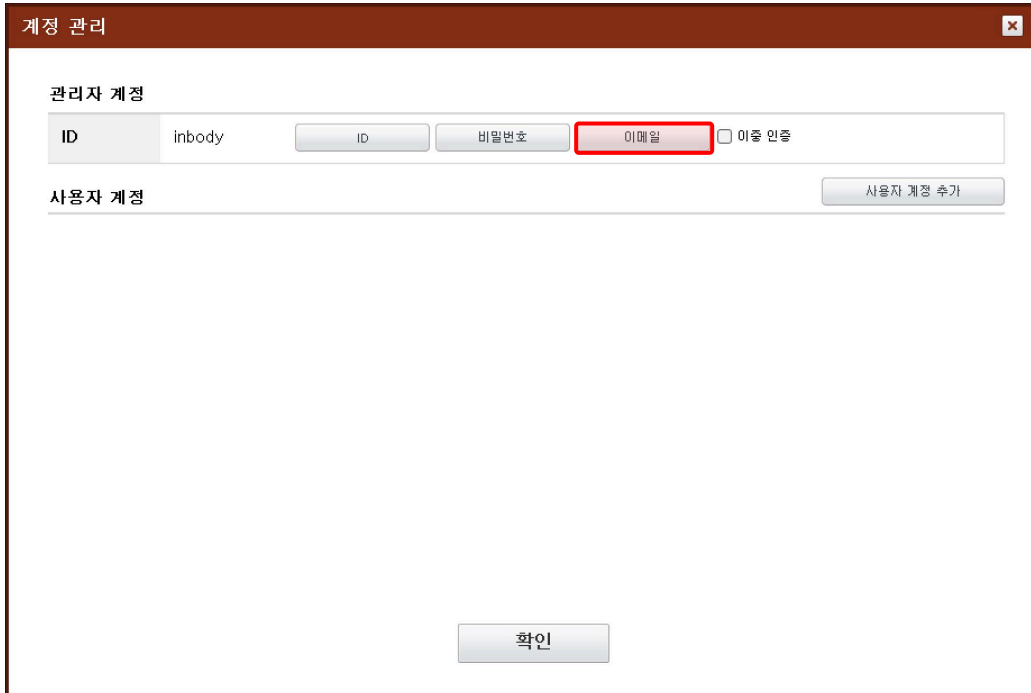 계정 관리
관리자 계정
ID inbody ID 비밀번호 이메일 이중 인증
사용자 계정 사용자 계정 추가
확인